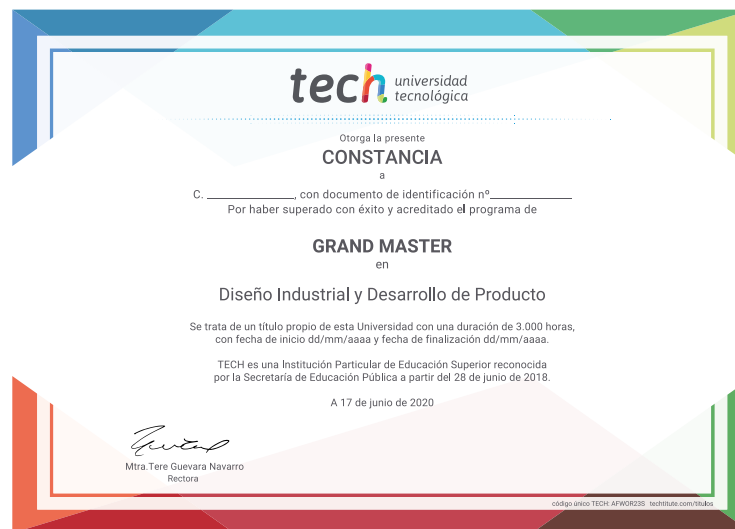 tech universidad
tecnológica
Otorga la presente
CONSTANCIA
a
C. ________________, con documento de identificación nº______________
Por haber superado con éxito y acreditado el programa de
GRAND MASTER
en
Diseño Industrial y Desarrollo de Producto
Se trata de un título propio de esta Universidad con una duración de 3.000 horas,
con fecha de inicio dd/mm/aaaa y fecha de finalización dd/mm/aaaa.
TECH es una Institución Particular de Educación Superior reconocida
por la Secretaría de Educación Pública a partir del 28 de junio de 2018.
A 17 de junio de 2020
Mtra.Tere Guevara Navarro
Rectora
código único TECH: AFWOR23S techtitute.com/titulos